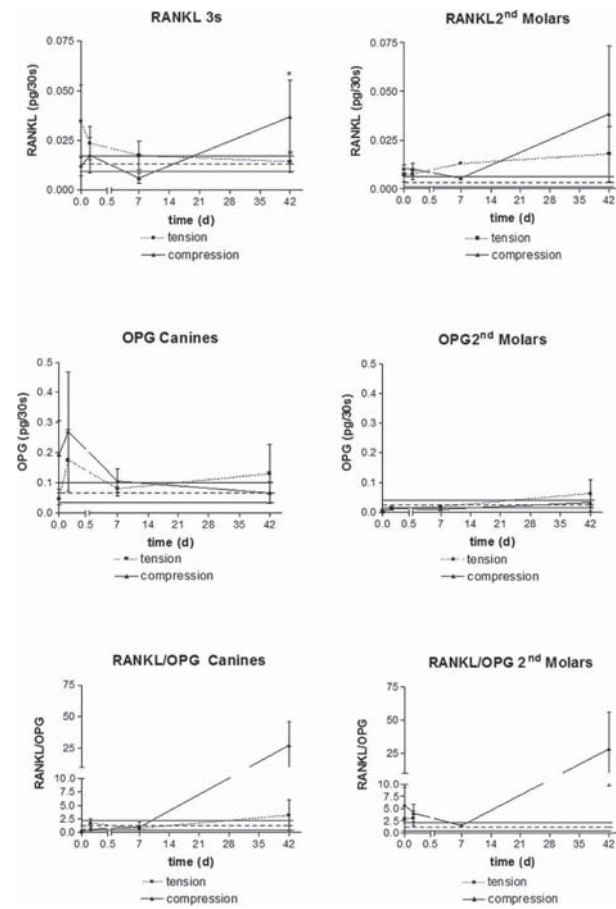 RANKL 3s
RANKL (pg/30s)
0.075
0.050
0.025
0.000
*
0.0 0.5 7 14 21 28 35 42
time (d)
tension
compression
RANKL2nd Molars
RANKL (pg/30s)
0.075
0.050
0.025
0.000
0.0 0.5 7 14 21 28 35 42
time (d)
tension
compression
OPG Canines
OPG (pg/30s)
0.5
0.4
0.3
0.2
0.1
0.0
0.0 0.5 7 14 21 28 35 42
time (d)
tension
compression
OPG2nd Molars
OPG (pg/30s)
0.5
0.4
0.3
0.2
0.1
0.0
0.0 0.5 7 14 21 28 35 42
time (d)
tension
compression
RANKL/OPG Canines
RANKL/OPG
75
50
25
10.0
7.5
5.0
2.5
0.0
0.0 0.5 7 14 21 28 35 42
time (d)
tension
compression
RANKL/OPG 2nd Molars
RANKL/OPG
75
50
25
10.0
7.5
5.0
2.5
0.0
0.0 0.5 7 14 21 28 35 42
time (d)
tension
compression